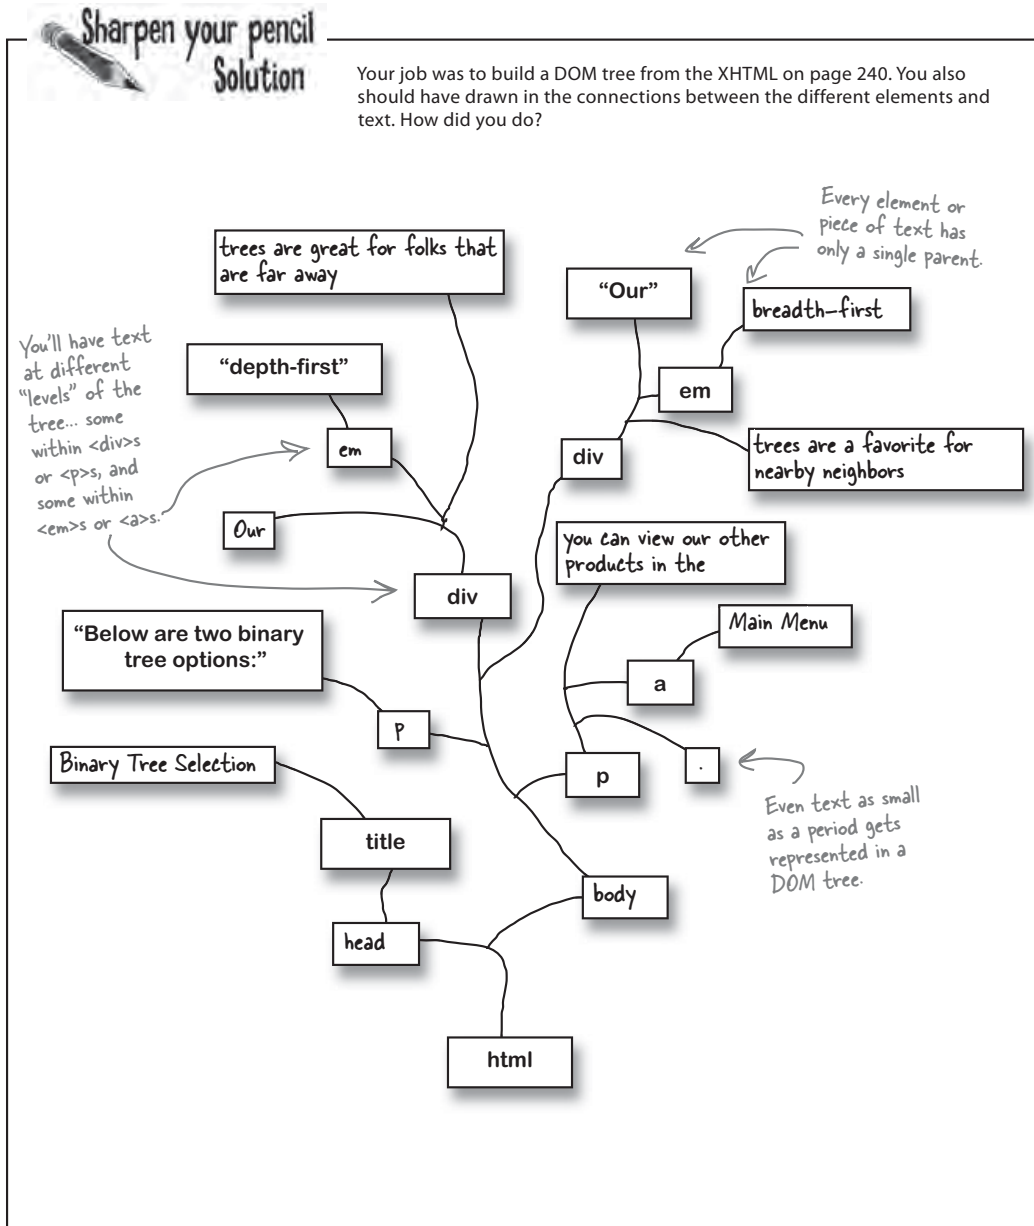 Sharpen your pencil
Solution
Your job was to build a DOM tree from the XHTML on page 240. You also
should have drawn in the connections between the different elements and
text. How did you do?
Every element or
piece of text has
only a single parent.
trees are great for folks that
are far away
“Our”
breadth-first
You'll have text
at different
“levels” of the
tree... some
within <div>s
or <p>s, and
some within
<em>s or <a>s.
“depth-first”
em
em
div
trees are a favorite for
nearby neighbors
Our
you can view our other
products in the
div
“Below are two binary
tree options:”
Main Menu
a
p
Binary Tree Selection
p
.
Even text as small
as a period gets
represented in a
DOM tree.
title
body
head
html